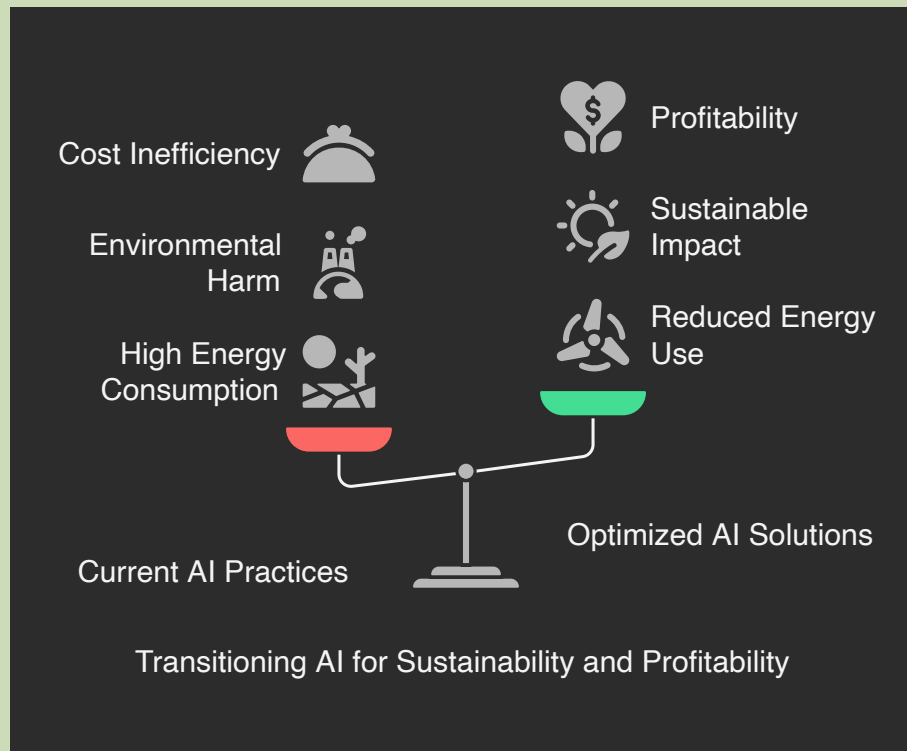 Cost Inefficiency
Environmental
Harm
High Energy
Consumption
$
Profitability
Sustainable
Impact
Reduced Energy
Use
Current AI Practices
Optimized AI Solutions
Transitioning AI for Sustainability and Profitability